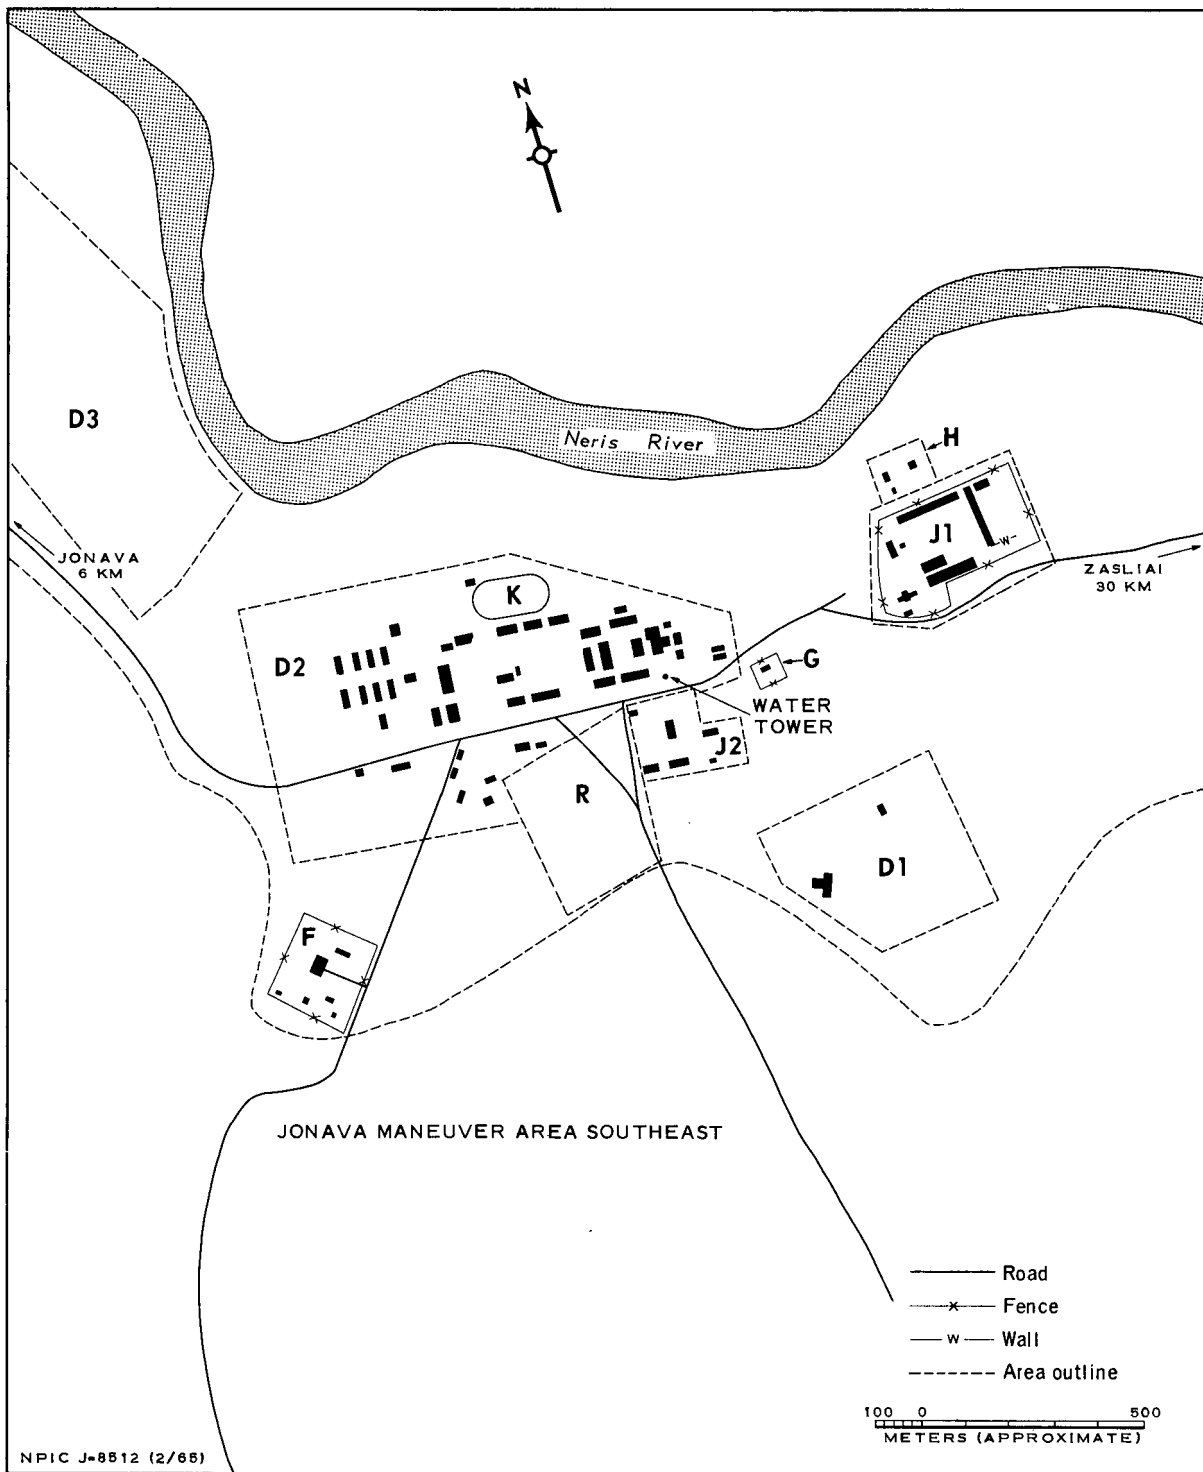 N
D3
Neris River
H
J1
W
JONAVA
6 KM
ZASLIAI
30 KM
K
D2
G
WATER
TOWER
J2
R
D1
F
JONAVA MANEUVER AREA SOUTHEAST
Road
x Fence
W Wall
Area outline
100 0 500
METERS (APPROXIMATE)
NPIC J-8512 (2/65)